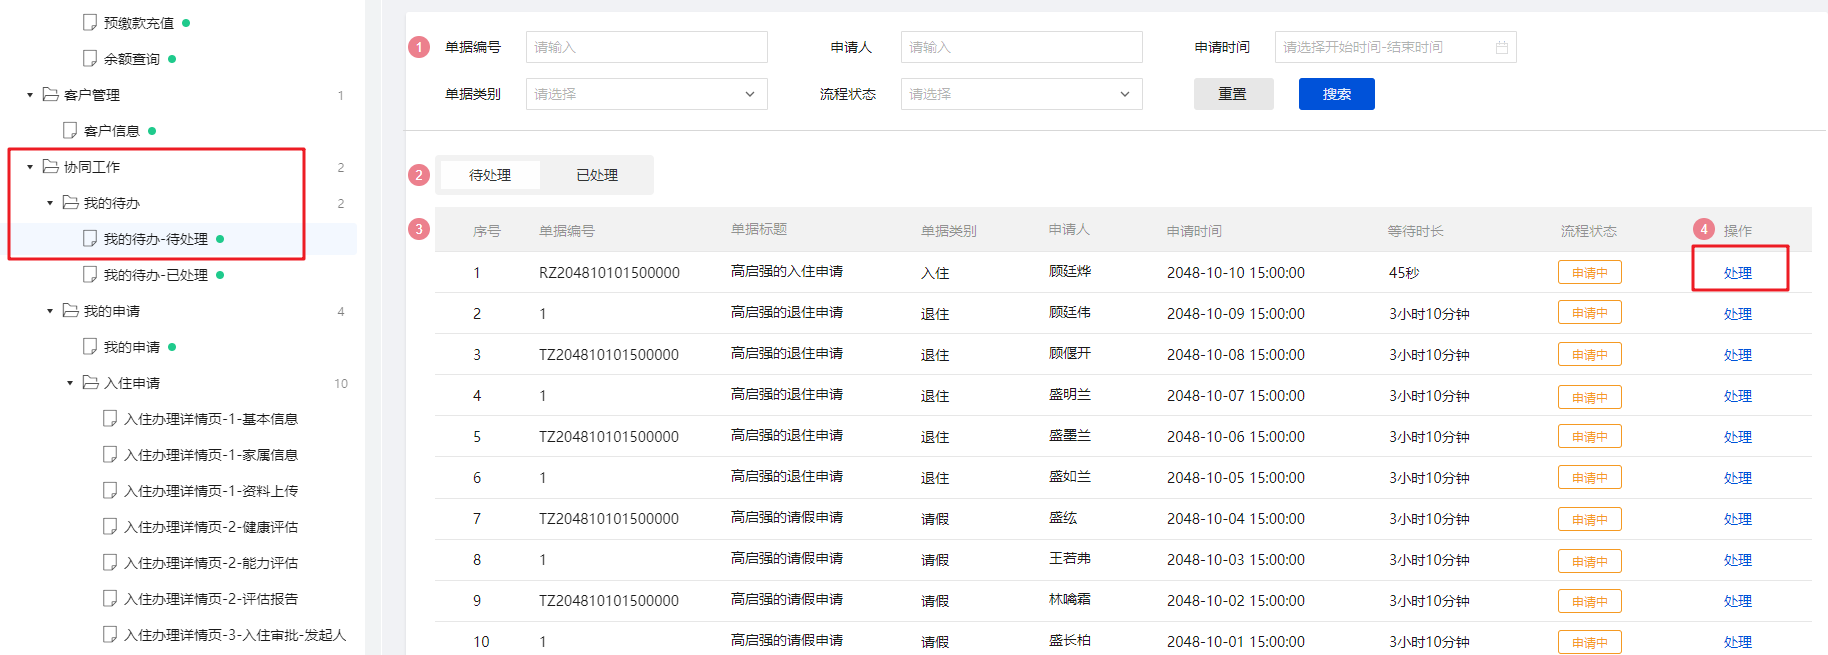 预缴款充值
余额查询
客户管理 1
客户信息
协同工作 2
我的待办 2
我的待办-待处理
我的待办-已处理
我的申请 4
我的申请
入住申请 10
入住办理详情页-1-基本信息
入住办理详情页-1-家属信息
入住办理详情页-1-资料上传
入住办理详情页-2-健康评估
入住办理详情页-2-能力评估
入住办理详情页-2-评估报告
入住办理详情页-3-入住审批-发起人
1 单据编号 请输入 申请人 请输入 申请时间 请选择开始时间-结束时间
单据类别 请选择 流程状态 请选择 重置 搜索
2 待处理 已处理
3 序号 单据编号 单据标题 单据类别 申请人 申请时间 等待时长 流程状态 4 操作
1 RZ204810101500000 高启强的入住申请 入住 顾廷烨 2048-10-10 15:00:00 45秒 申请中 处理
2 1 高启强的退住申请 退住 顾廷伟 2048-10-09 15:00:00 3小时10分钟 申请中 处理
3 TZ204810101500000 高启强的退住申请 退住 顾偃开 2048-10-08 15:00:00 3小时10分钟 申请中 处理
4 1 高启强的退住申请 退住 盛明兰 2048-10-07 15:00:00 3小时10分钟 申请中 处理
5 TZ204810101500000 高启强的退住申请 退住 盛墨兰 2048-10-06 15:00:00 3小时10分钟 申请中 处理
6 1 高启强的退住申请 退住 盛如兰 2048-10-05 15:00:00 3小时10分钟 申请中 处理
7 TZ204810101500000 高启强的请假申请 请假 盛纮 2048-10-04 15:00:00 3小时10分钟 申请中 处理
8 1 高启强的请假申请 请假 王若弗 2048-10-03 15:00:00 3小时10分钟 申请中 处理
9 TZ204810101500000 高启强的请假申请 请假 林噙霜 2048-10-02 15:00:00 3小时10分钟 申请中 处理
10 1 高启强的请假申请 请假 盛长柏 2048-10-01 15:00:00 3小时10分钟 申请中 处理